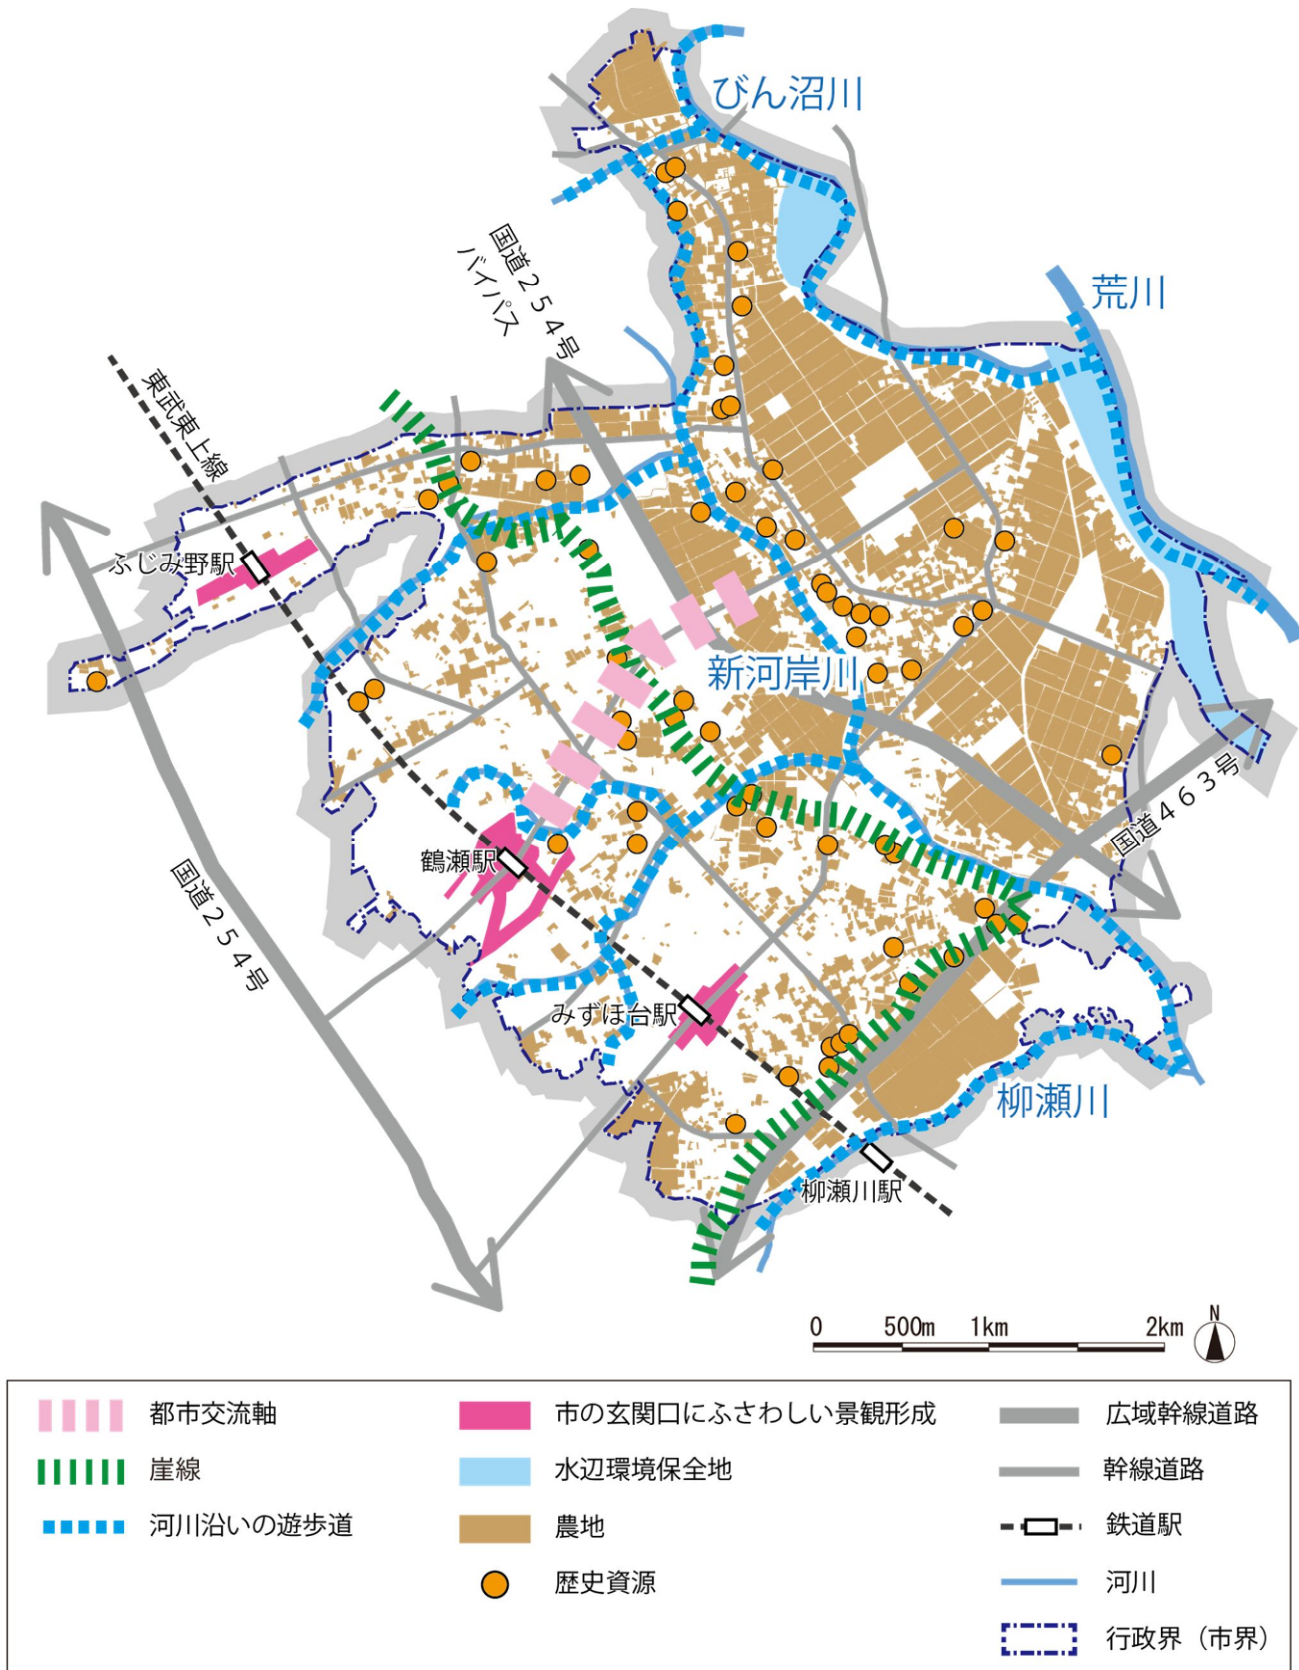 びん沼川
国道２５４号
バイパス
荒川
東武東上線
ふじみ野駅
新河岸川
国道４６３号
鶴瀬駅
国道２５４号
みずほ台駅
柳瀬川
柳瀬川駅
0 500m 1km 2km
N
都市交流軸
市の玄関口にふさわしい景観形成
広域幹線道路
崖線
水辺環境保全地
幹線道路
河川沿いの遊歩道
農地
鉄道駅
歴史資源
河川
行政界（市界）